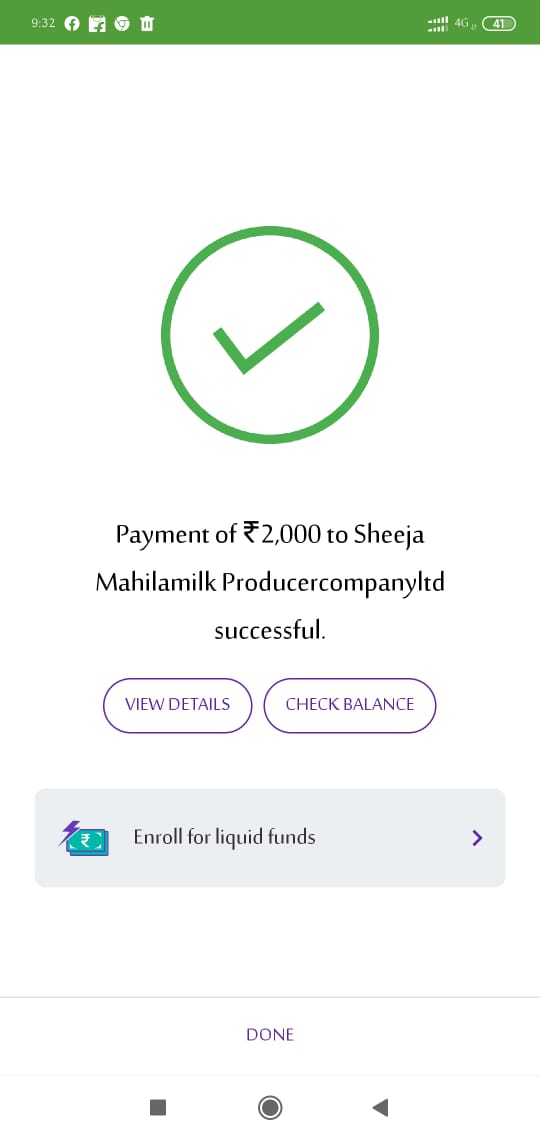 9:32 4G 41
Payment of ₹2,000 to Sheeja
Mahilamilk Producercompanyltd
successful.
VIEW DETAILS CHECK BALANCE
₹ Enroll for liquid funds
DONE